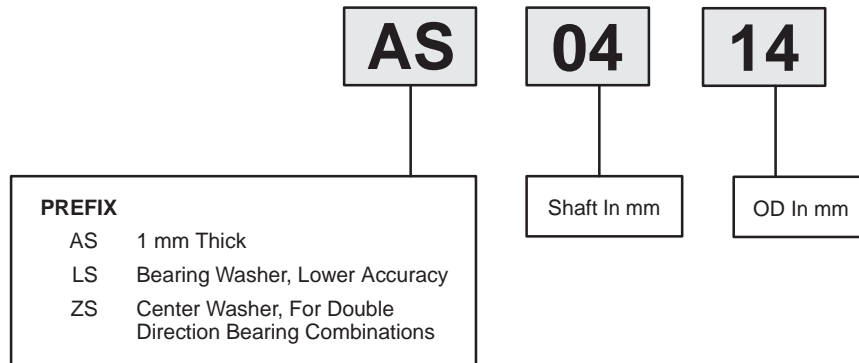 AS 04 14
PREFIX
AS 1 mm Thick
LS Bearing Washer, Lower Accuracy
ZS Center Washer, For Double
Direction Bearing Combinations
Shaft In mm
OD In mm